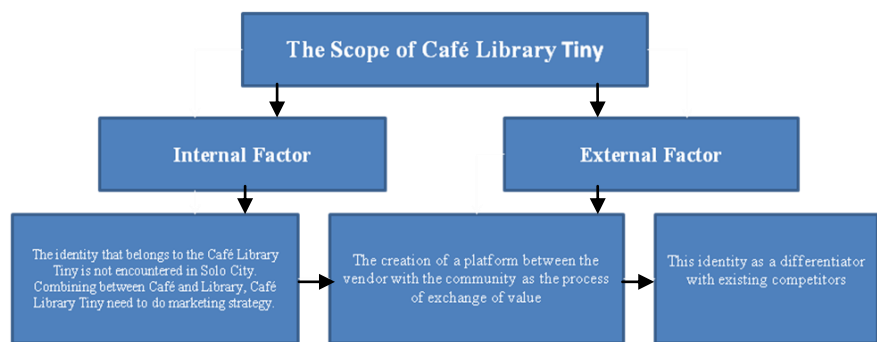 The Scope of Café Library Tiny
Internal Factor
External Factor
The identity that belongs to the Café Library
Tiny is not encountered in Solo City.
Combining between Café and Library, Café
Library Tiny need to do marketing strategy.
The creation of a platform between the
vendor with the community as the process
of exchange of value
This identity as a differentiator
with existing competitors